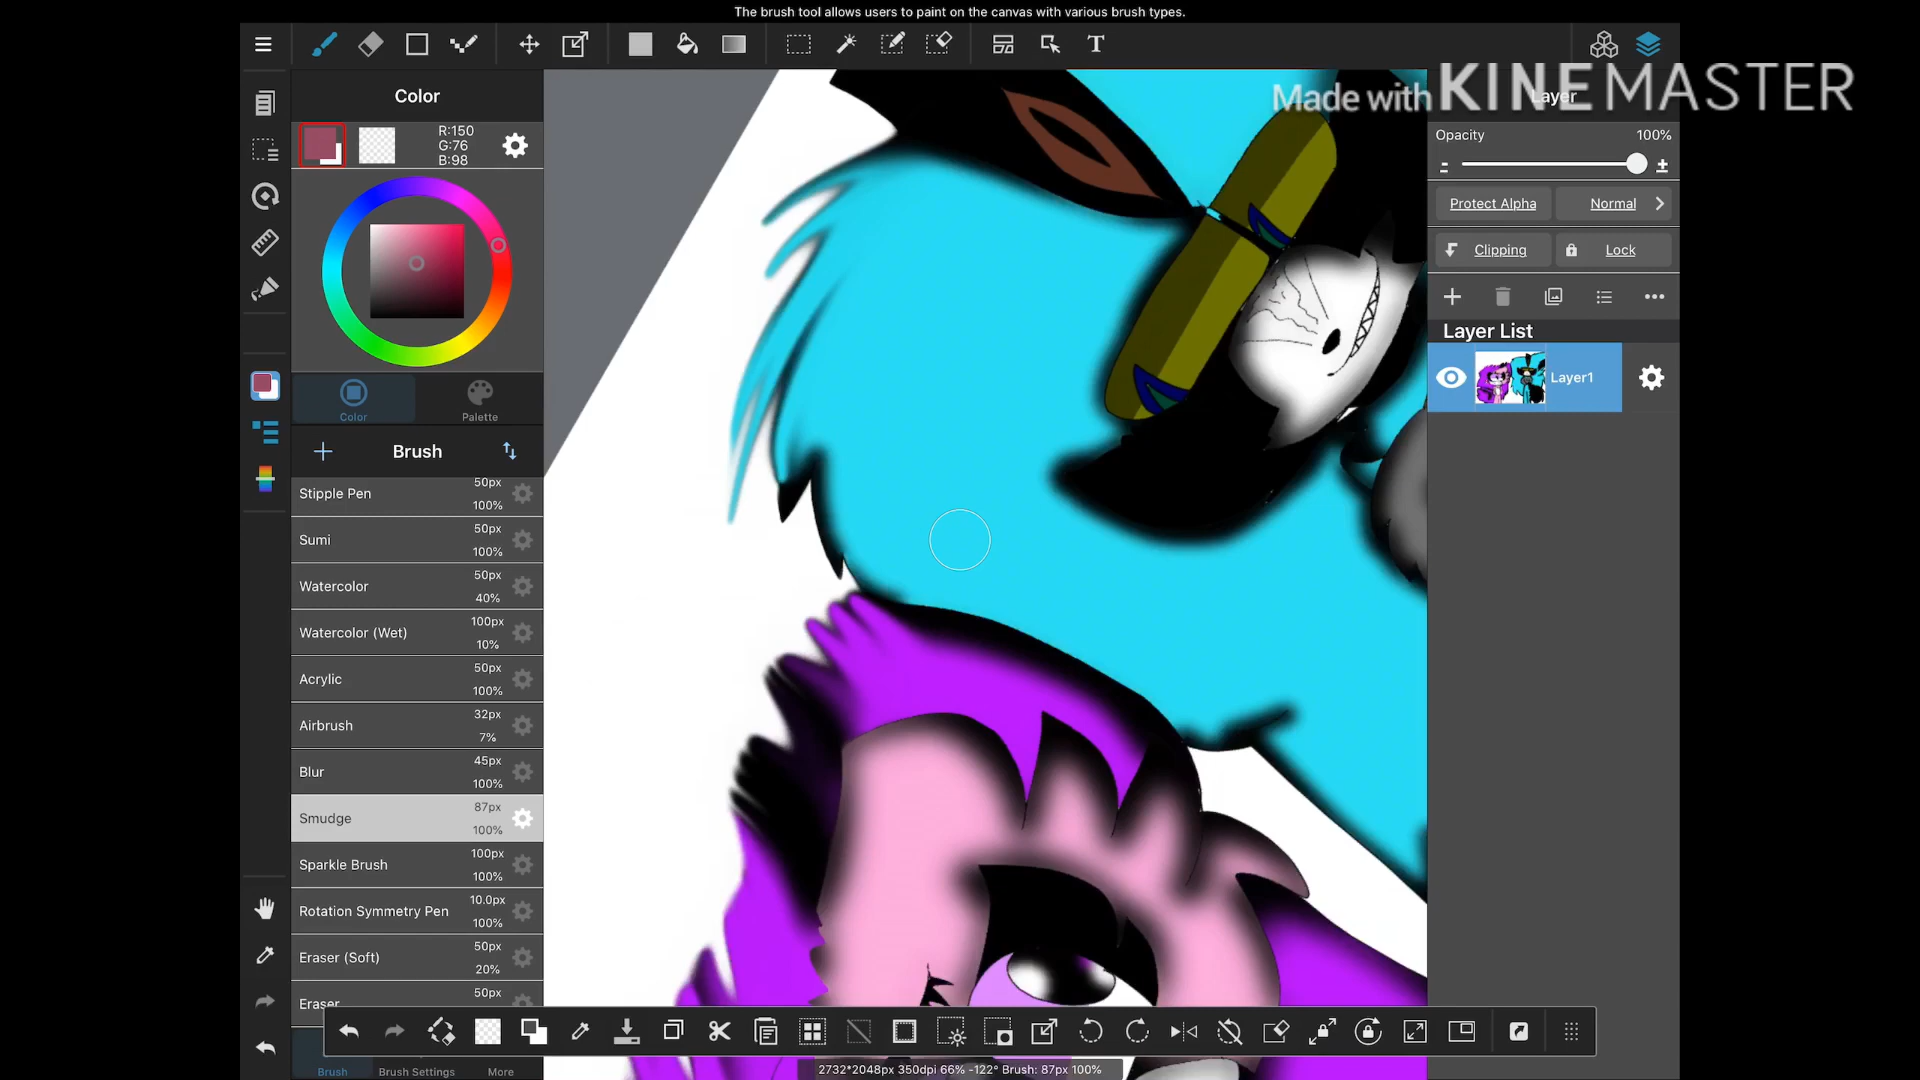 The brush tool allows users to paint on the canvas with various brush types.
Made with KINEMASTER
Color
Layer
R:150
G:76
B:98
Opacity 100%
Protect Alpha
Normal
Clipping
Lock
Layer List
Layer1
Color
Palette
Brush
Stipple Pen 50px 100%
Sumi 50px 100%
Watercolor 50px 40%
Watercolor (Wet) 100px 10%
Acrylic 50px 100%
Airbrush 32px 7%
Blur 45px 100%
Smudge 87px 100%
Sparkle Brush 100px 100%
Rotation Symmetry Pen 10.0px 100%
Eraser (Soft) 50px 20%
Eraser 50px
Brush
Brush Settings
More
2732*2048px 350dpi 66% -122° Brush: 87px 100%